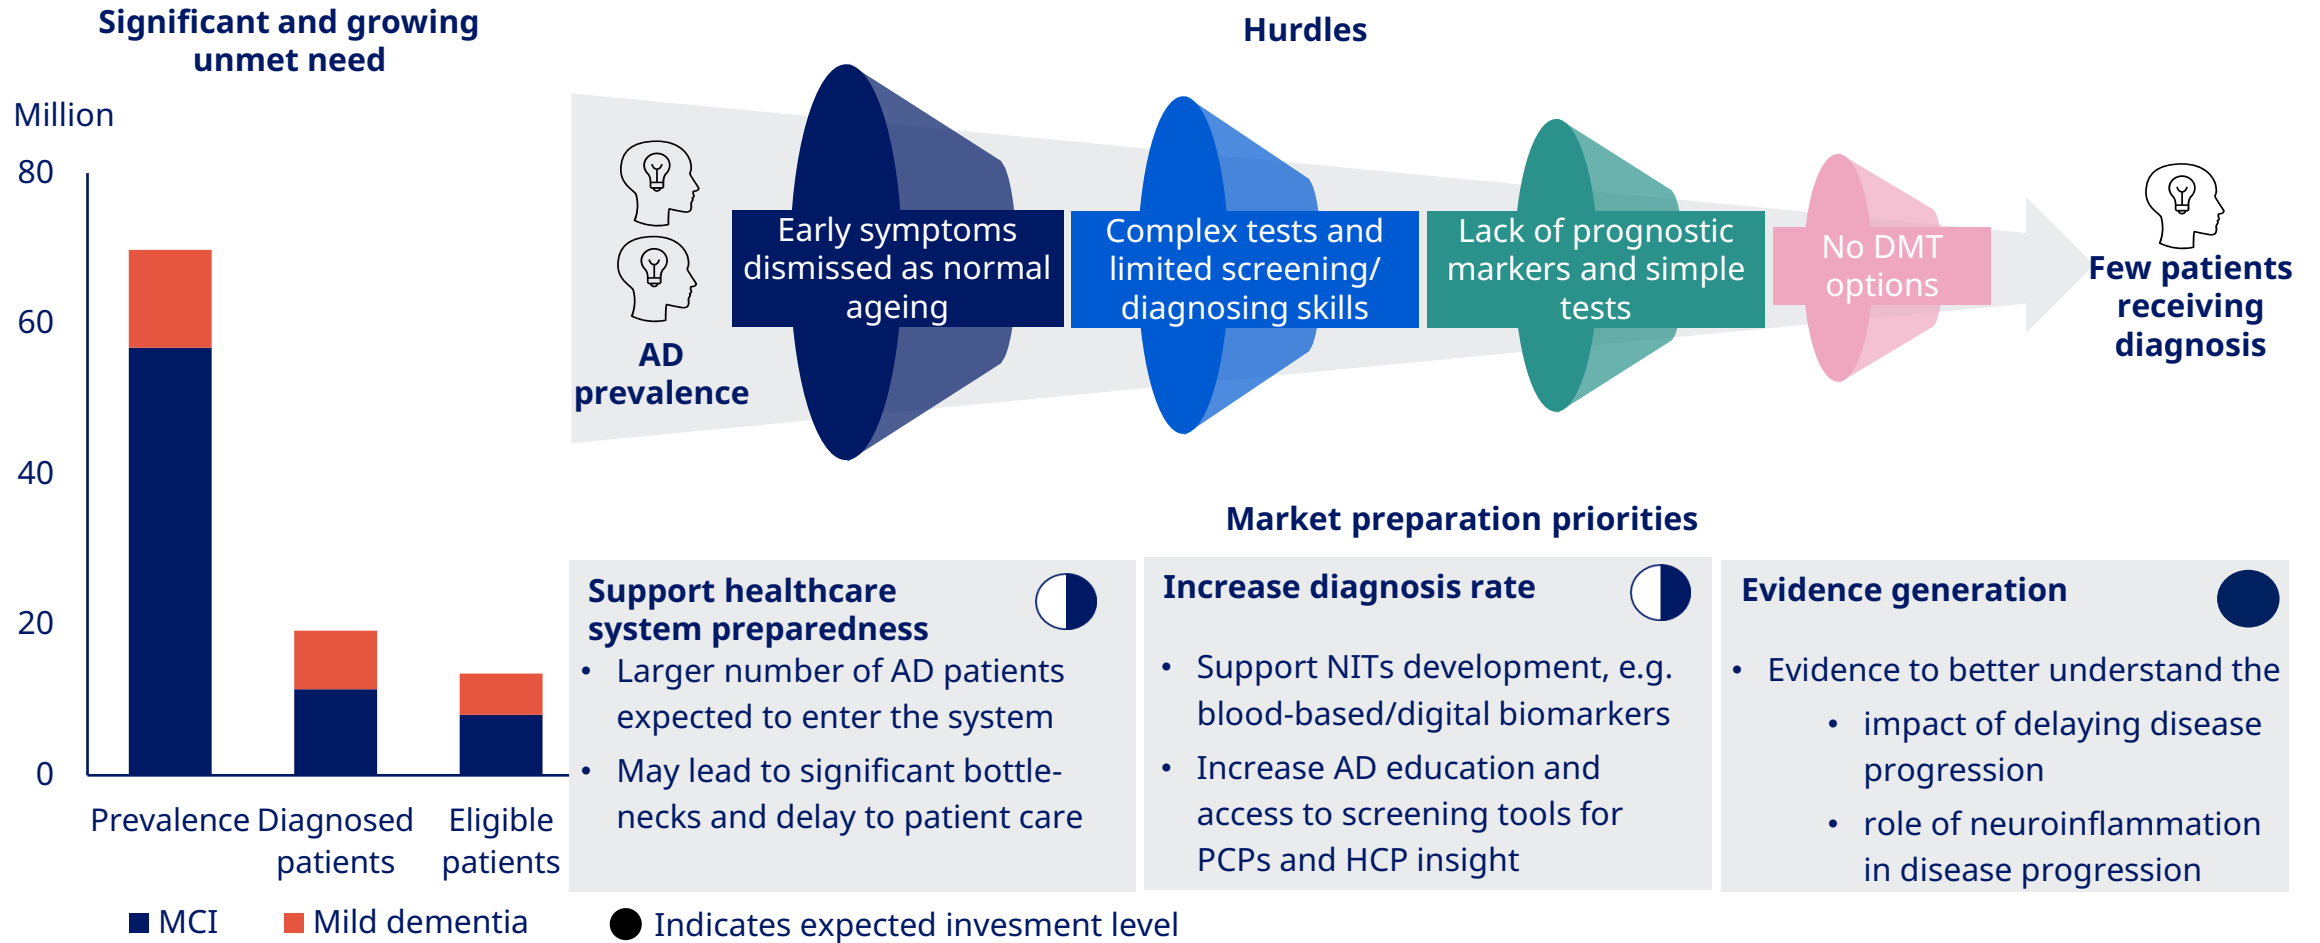 Significant and growing
unmet need
Million
80
60
40
20
0
Prevalence
Diagnosed
patients
Eligible
patients
MCI
Mild dementia
Hurdles
AD
prevalence
Early symptoms
dismissed as normal
ageing
Complex tests and
limited screening/
diagnosing skills
Lack of prognostic
markers and simple
tests
No DMT
options
Few patients
receiving
diagnosis
Market preparation priorities
Support healthcare
system preparedness
• Larger number of AD patients
expected to enter the system
• May lead to significant bottle-
necks and delay to patient care
Increase diagnosis rate
• Support NITs development, e.g.
blood-based/digital biomarkers
• Increase AD education and
access to screening tools for
PCPs and HCP insight
Evidence generation
• Evidence to better understand the
• impact of delaying disease
progression
• role of neuroinflammation
in disease progression
Indicates expected invesment level